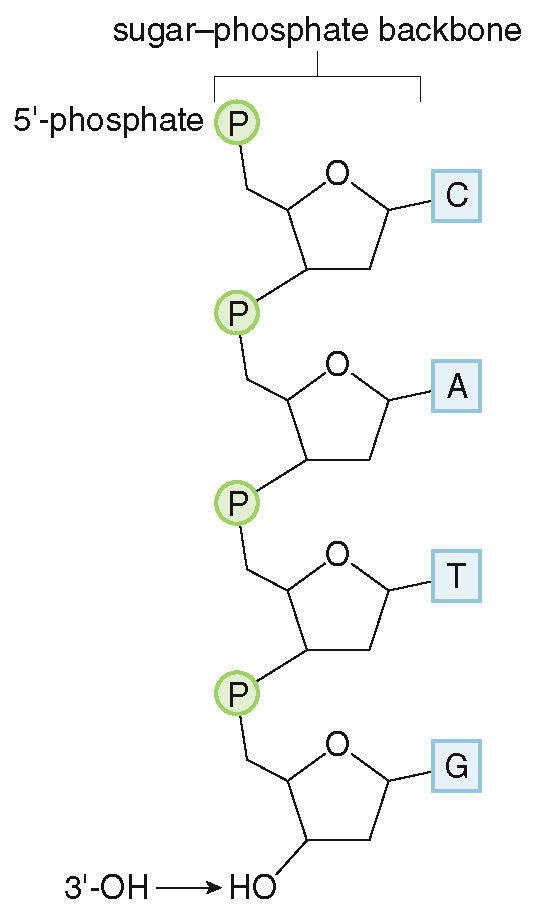 sugar–phosphate backbone
5'-phosphate P
O
C
P
O
A
P
O
T
P
O
G
3'-OH HO